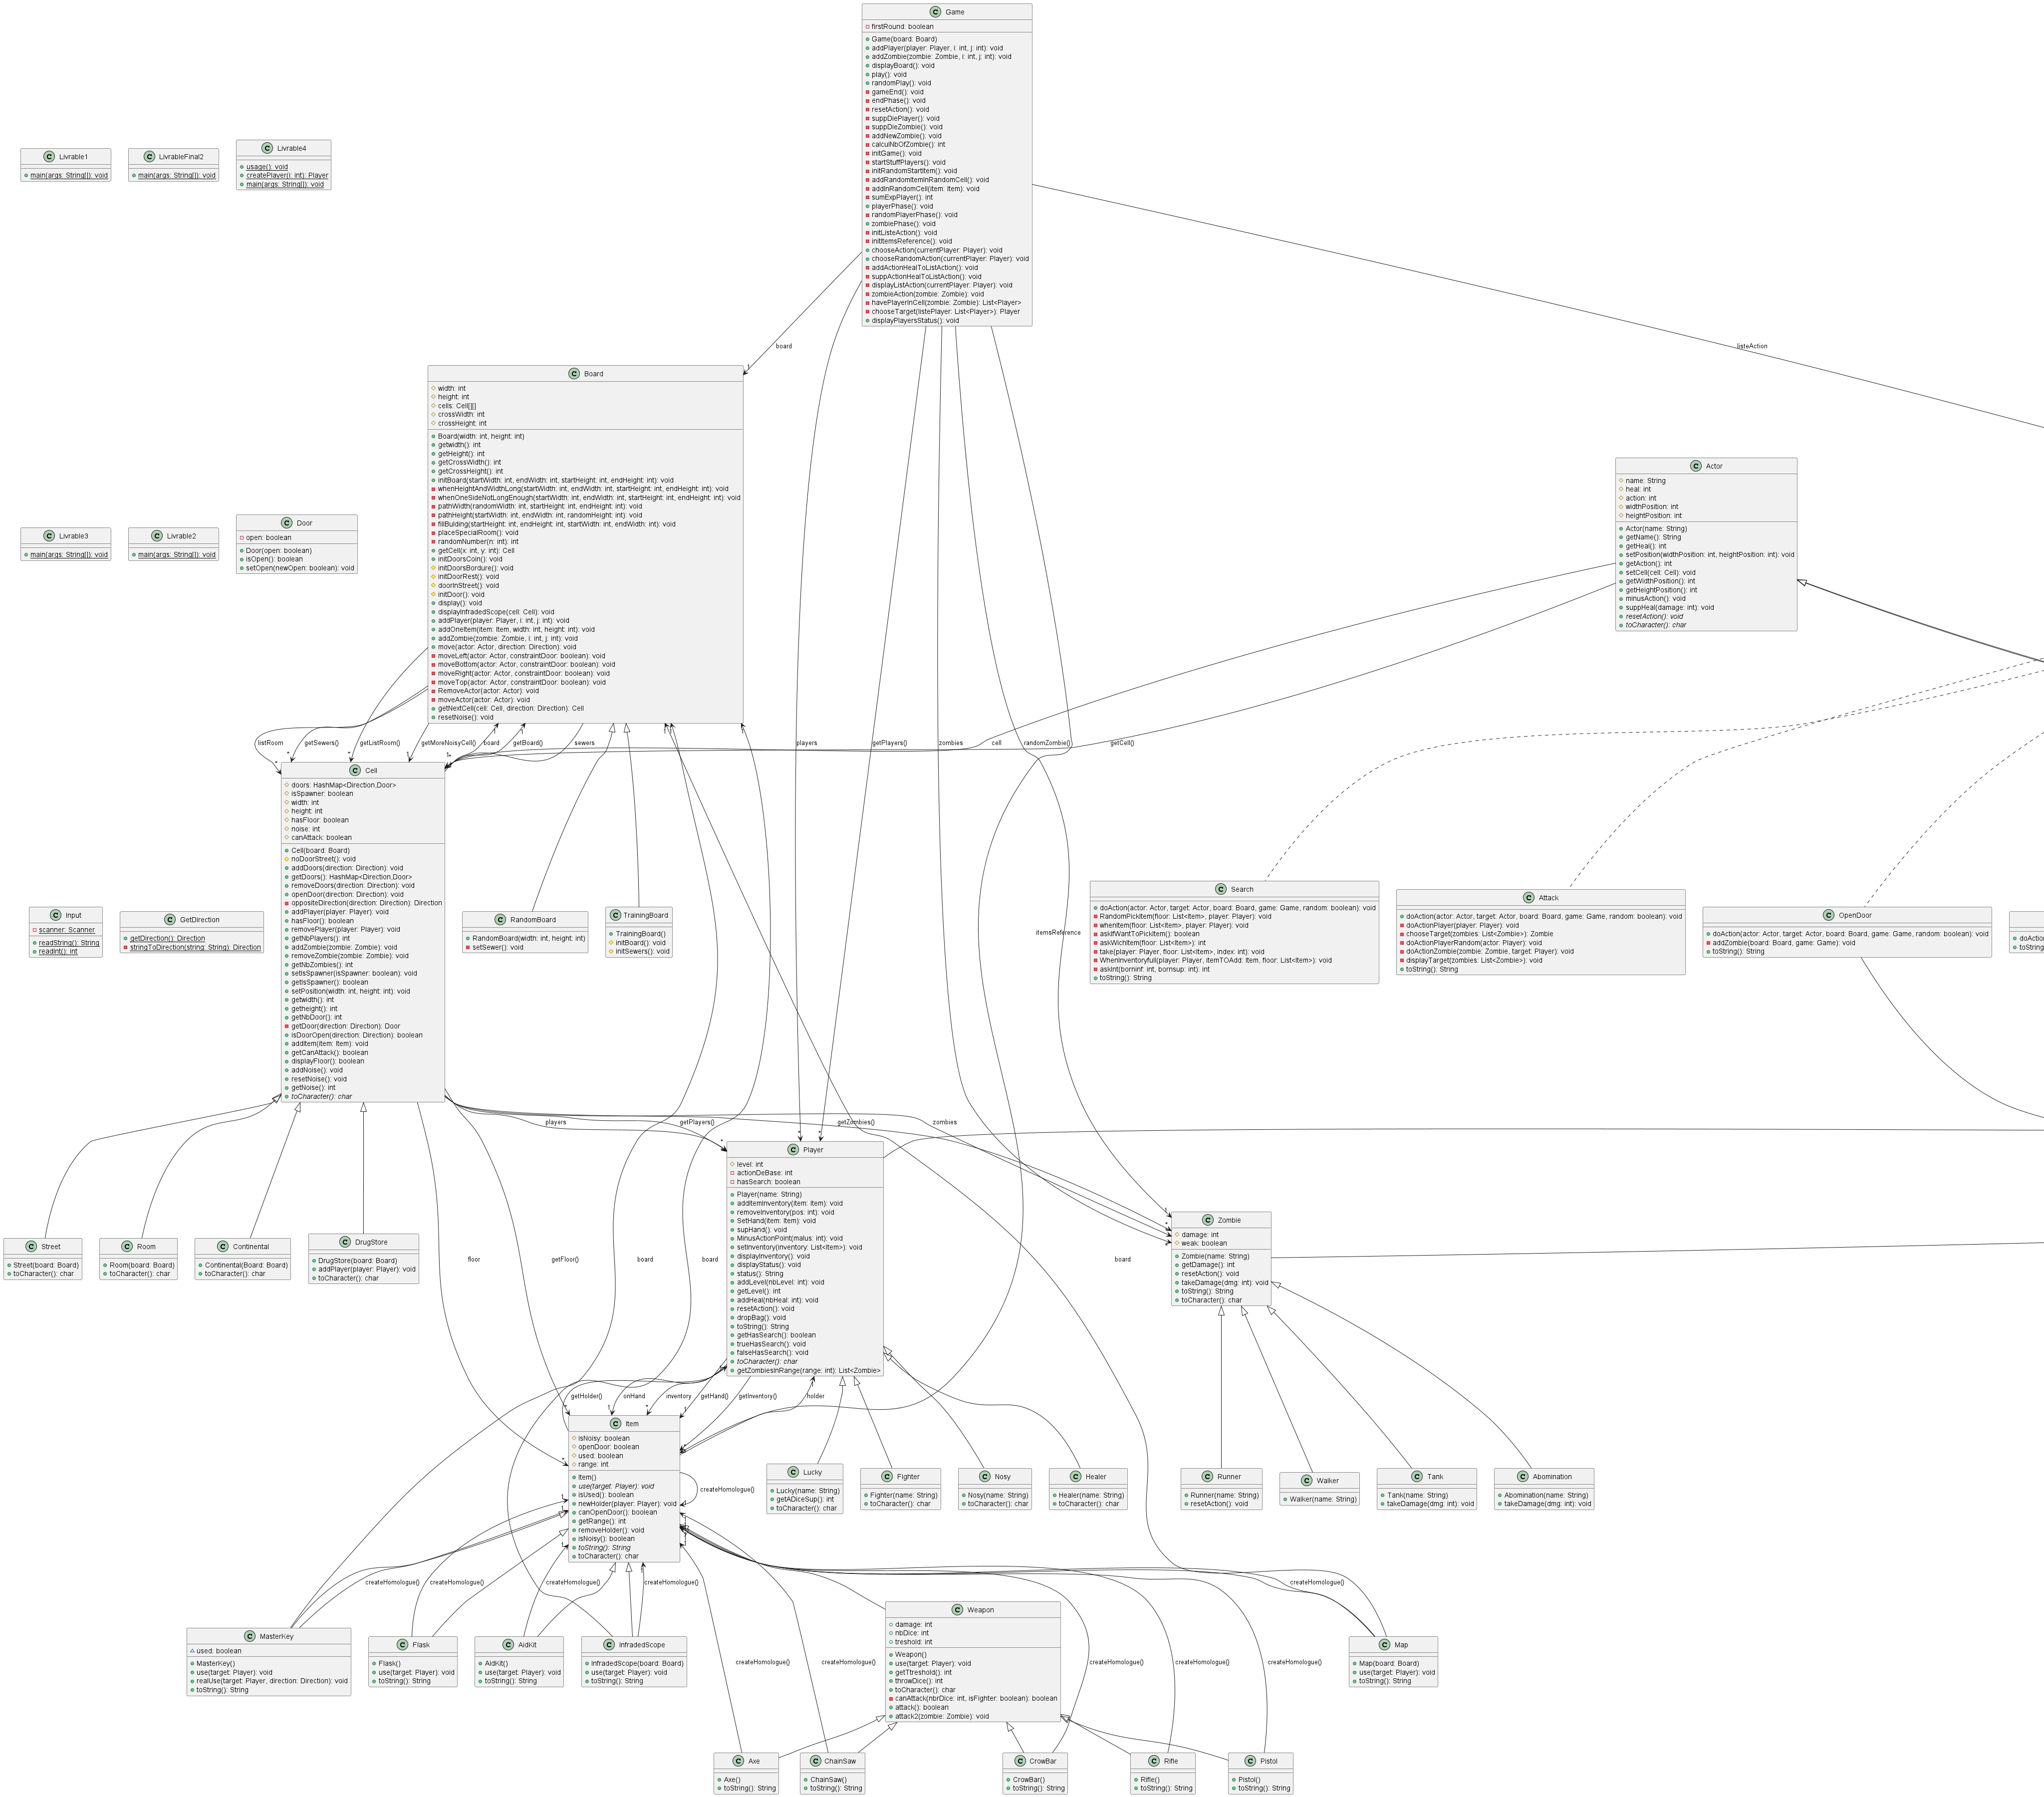 Game
firstRound: boolean
Game(board: Board)
addPlayer(player: Player, i: int, j: int): void
addZombie(zombie: Zombie, i: int, j: int): void
displayBoard(): void
play(): void
randomPlay(): void
gameEnd(): void
endPhase(): void
resetAction(): void
suppDiePlayer(): void
suppDieZombie(): void
addNewZombie(): void
calculNbOfZombie(): int
initGame(): void
startStuffPlayers(): void
initRandomStartItem(): void
addRandomItemInRandomCell(): void
addInRandomCell(item: Item): void
sumExpPlayer(): int
playerPhase(): void
randomPlayerPhase(): void
zombiePhase(): void
initListeAction(): void
initItemsReference(): void
chooseAction(currentPlayer: Player): void
chooseRandomAction(currentPlayer: Player): void
addActionHealToListAction(): void
suppActionHealToListAction(): void
displayListAction(currentPlayer: Player): void
zombieAction(zombie: Zombie): void
havePlayerInCell(zombie: Zombie): List<Player>
chooseTarget(listePlayer: List<Player>): Player
displayPlayersStatus(): void
Livrable1
main(args: String[]): void
LivrableFinal2
main(args: String[]): void
Livrable4
usage(): void
createPlayer(i: int): Player
main(args: String[]): void
board
1
listeAction
Board
width: int
height: int
cells: Cell[][]
crossWidth: int
crossHeight: int
Board(width: int, height: int)
getwidth(): int
getHeight(): int
getCrossWidth(): int
getCrossHeight(): int
initBoard(startWidth: int, endWidth: int, startHeight: int, endHeight: int): void
whenHeightAndWidthLong(startWidth: int, endWidth: int, startHeight: int, endHeight: int): void
whenOneSideNotLongEnough(startWidth: int, endWidth: int, startHeight: int, endHeight: int): void
pathWidth(randomWidth: int, startHeight: int, endHeight: int): void
pathHeight(startWidth: int, endWidth: int, randomHeight: int): void
fillBulding(startHeight: int, endHeight: int, startWidth: int, endWidth: int): void
placeSpecialRoom(): void
randomNumber(n: int): int
getCell(x: int, y: int): Cell
initDoorsCoin(): void
initDoorsBordure(): void
initDoorRest(): void
doorInStreet(): void
initDoor(): void
display(): void
displayInfradedScope(cell: Cell): void
addPlayer(player: Player, i: int, j: int): void
addOneItem(item: Item, width: int, height: int): void
addZombie(zombie: Zombie, i: int, j: int): void
move(actor: Actor, direction: Direction): void
moveLeft(actor: Actor, constraintDoor: boolean): void
moveBottom(actor: Actor, constraintDoor: boolean): void
moveRight(actor: Actor, constraintDoor: boolean): void
moveTop(actor: Actor, constraintDoor: boolean): void
RemoveActor(actor: Actor): void
moveActor(actor: Actor): void
getNextCell(cell: Cell, direction: Direction): Cell
resetNoise(): void
Actor
name: String
heal: int
action: int
widthPosition: int
heightPosition: int
Actor(name: String)
getName(): String
getHeal(): int
setPosition(widthPosition: int, heightPosition: int): void
getAction(): int
setCell(cell: Cell): void
getWidthPosition(): int
getHeightPosition(): int
minusAction(): void
suppHeal(damage: int): void
resetAction(): void
toCharacter(): char
Livrable3
main(args: String[]): void
Livrable2
main(args: String[]): void
Door
open: boolean
Door(open: boolean)
isOpen(): boolean
setOpen(newOpen: boolean): void
listRoom
getSewers()
getListRoom()
getMoreNoisyCell()
board
getBoard()
sewers
players
getPlayers()
zombies
cell
randomZombie()
getCell()
Cell
doors: HashMap<Direction,Door>
isSpawner: boolean
width: int
height: int
hasFloor: boolean
noise: int
canAttack: boolean
Cell(board: Board)
noDoorStreet(): void
addDoors(direction: Direction): void
getDoors(): HashMap<Direction,Door>
removeDoors(direction: Direction): void
openDoor(direction: Direction): void
oppositeDirection(direction: Direction): Direction
addPlayer(player: Player): void
hasFloor(): boolean
removePlayer(player: Player): void
getNbPlayers(): int
addZombie(zombie: Zombie): void
removeZombie(zombie: Zombie): void
getNbZombies(): int
setIsSpawner(isSpawner: boolean): void
getIsSpawner(): boolean
setPosition(width: int, height: int): void
getwidth(): int
getheight(): int
getNbDoor(): int
getDoor(direction: Direction): Door
isDoorOpen(direction: Direction): boolean
addItem(item: Item): void
getCanAttack(): boolean
displayFloor(): boolean
addNoise(): void
resetNoise(): void
getNoise(): int
toCharacter(): char
Input
scanner: Scanner
readString(): String
readInt(): int
GetDirection
getDirection(): Direction
stringToDirection(string: String): Direction
RandomBoard
RandomBoard(width: int, height: int)
setSewer(): void
TrainingBoard
TrainingBoard()
initBoard(): void
initSewers(): void
itemsReference
Search
doAction(actor: Actor, target: Actor, board: Board, game: Game, random: boolean): void
RandomPickItem(floor: List<Item>, player: Player): void
whenItem(floor: List<Item>, player: Player): void
askIfWantToPickItem(): boolean
askWichItem(floor: List<Item>): int
take(player: Player, floor: List<Item>, index: int): void
WhenInventoryfull(player: Player, itemTOAdd: Item, floor: List<Item>): void
askInt(borninf: int, bornsup: int): int
toString(): String
Attack
doAction(actor: Actor, target: Actor, board: Board, game: Game, random: boolean): void
doActionPlayer(player: Player): void
chooseTarget(zombies: List<Zombie>): Zombie
doActionPlayerRandom(actor: Player): void
doActionZombie(zombie: Zombie, target: Player): void
displayTarget(zombies: List<Zombie>): void
toString(): String
OpenDoor
doAction(actor: Actor, target: Actor, board: Board, game: Game, random: boolean): void
addZombie(board: Board, game: Game): void
toString(): String
doAction
toString
players
getPlayers()
getZombies()
zombies
Player
level: int
actionDeBase: int
hasSearch: boolean
Player(name: String)
addItemInventory(item: Item): void
removeInventory(pos: int): void
SetHand(item: Item): void
supHand(): void
MinusActionPoint(malus: int): void
setInventory(inventory: List<Item>): void
displayInventory(): void
displayStatus(): void
status(): String
addLevel(nbLevel: int): void
getLevel(): int
addHeal(nbHeal: int): void
resetAction(): void
dropBag(): void
toString(): String
getHasSearch(): boolean
trueHasSearch(): void
falseHasSearch(): void
toCharacter(): char
getZombiesInRange(range: int): List<Zombie>
Zombie
damage: int
weak: boolean
Zombie(name: String)
getDamage(): int
resetAction(): void
takeDamage(dmg: int): void
toString(): String
toCharacter(): char
Street
Street(board: Board)
toCharacter(): char
Room
Room(board: Board)
toCharacter(): char
Continental
Continental(Board: Board)
toCharacter(): char
DrugStore
DrugStore(board: Board)
addPlayer(player: Player): void
toCharacter(): char
floor
getFloor()
board
board
board
getHolder()
onHand
inventory
getHand()
getInventory()
holder
Item
isNoisy: boolean
openDoor: boolean
used: boolean
range: int
Item()
use(target: Player): void
isUsed(): boolean
newHolder(player: Player): void
canOpenDoor(): boolean
getRange(): int
removeHolder(): void
isNoisy(): boolean
toString(): String
toCharacter(): char
createHomologue()
Lucky
Lucky(name: String)
getADiceSup(): int
toCharacter(): char
Fighter
Fighter(name: String)
toCharacter(): char
Nosy
Nosy(name: String)
toCharacter(): char
Healer
Healer(name: String)
toCharacter(): char
Runner
Runner(name: String)
resetAction(): void
Walker
Walker(name: String)
Tank
Tank(name: String)
takeDamage(dmg: int): void
Abomination
Abomination(name: String)
takeDamage(dmg: int): void
createHomologue()
createHomologue()
createHomologue()
createHomologue()
createHomologue()
MasterKey
used: boolean
MasterKey()
use(target: Player): void
realUse(target: Player, direction: Direction): void
toString(): String
Flask
Flask()
use(target: Player): void
toString(): String
AidKit
AidKit()
use(target: Player): void
toString(): String
InfradedScope
InfradedScope(board: Board)
use(target: Player): void
toString(): String
Weapon
damage: int
nbDice: int
treshold: int
Weapon()
use(target: Player): void
getTtreshold(): int
throwDice(): int
toCharacter(): char
canAttack(nbrDice: int, isFighter: boolean): boolean
attack(): boolean
attack2(zombie: Zombie): void
Map
Map(board: Board)
use(target: Player): void
toString(): String
createHomologue()
createHomologue()
createHomologue()
createHomologue()
createHomologue()
Axe
Axe()
toString(): String
ChainSaw
ChainSaw()
toString(): String
CrowBar
CrowBar()
toString(): String
Rifle
Rifle()
toString(): String
Pistol
Pistol()
toString(): String